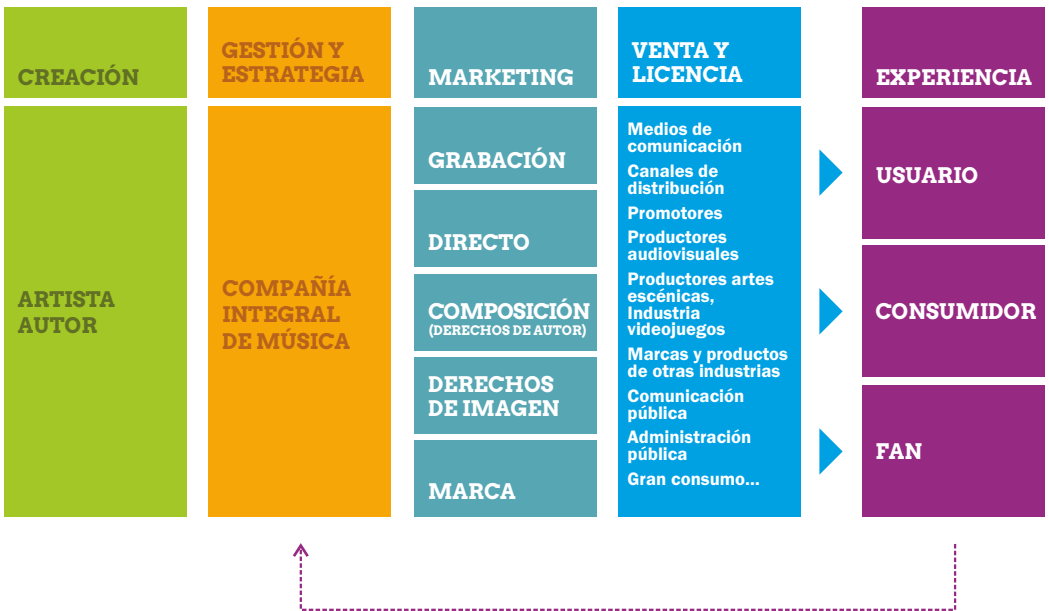 CREACIÓN
GESTIÓN Y
ESTRATEGIA
MARKETING
VENTA Y
LICENCIA
EXPERIENCIA
ARTISTA
AUTOR
COMPAÑÍA
INTEGRAL
DE MÚSICA
GRABACIÓN
DIRECTO
COMPOSICIÓN
(DERECHOS DE AUTOR)
DERECHOS
DE IMAGEN
MARCA
Medios de
comunicación
Canales de
distribución
Promotores
Productores
audiovisuales
Productores artes
escénicas,
Industria
videojuegos
Marcas y productos
de otras industrias
Comunicación
pública
Administración
pública
Gran consumo...
USUARIO
CONSUMIDOR
FAN